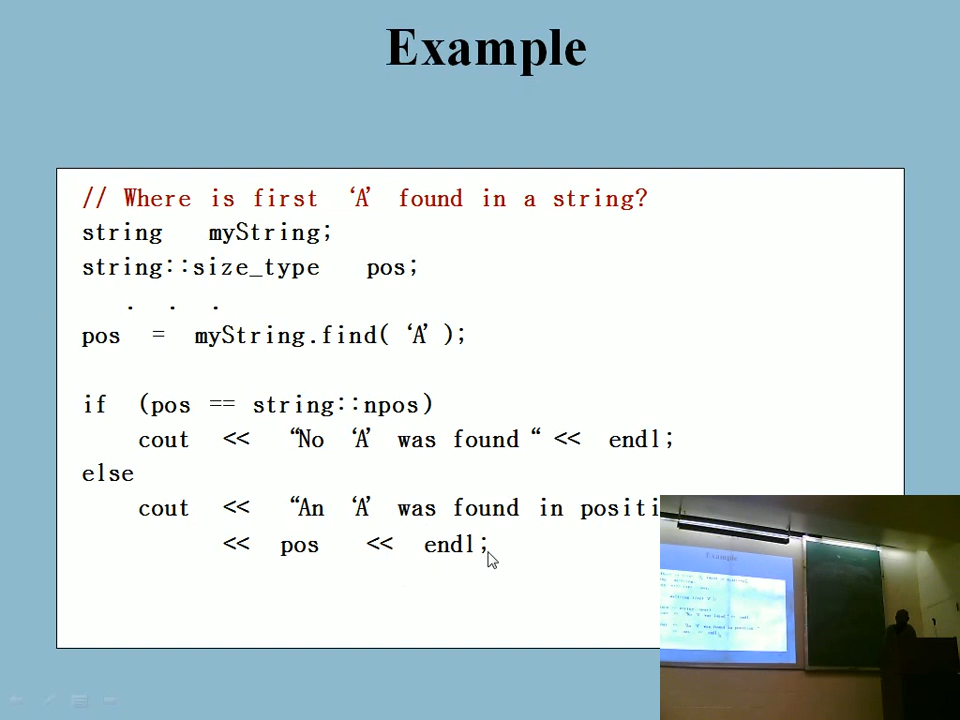 Example
// Where is first ‘A’ found in a string?
string myString;
string::size_type pos;
. . .
pos = myString.find( ‘A’ );
if (pos == string::npos)
cout << “No ‘A’ was found“ << endl;
else
cout << “An ‘A’ was found in positi
<< pos << endl;
Example